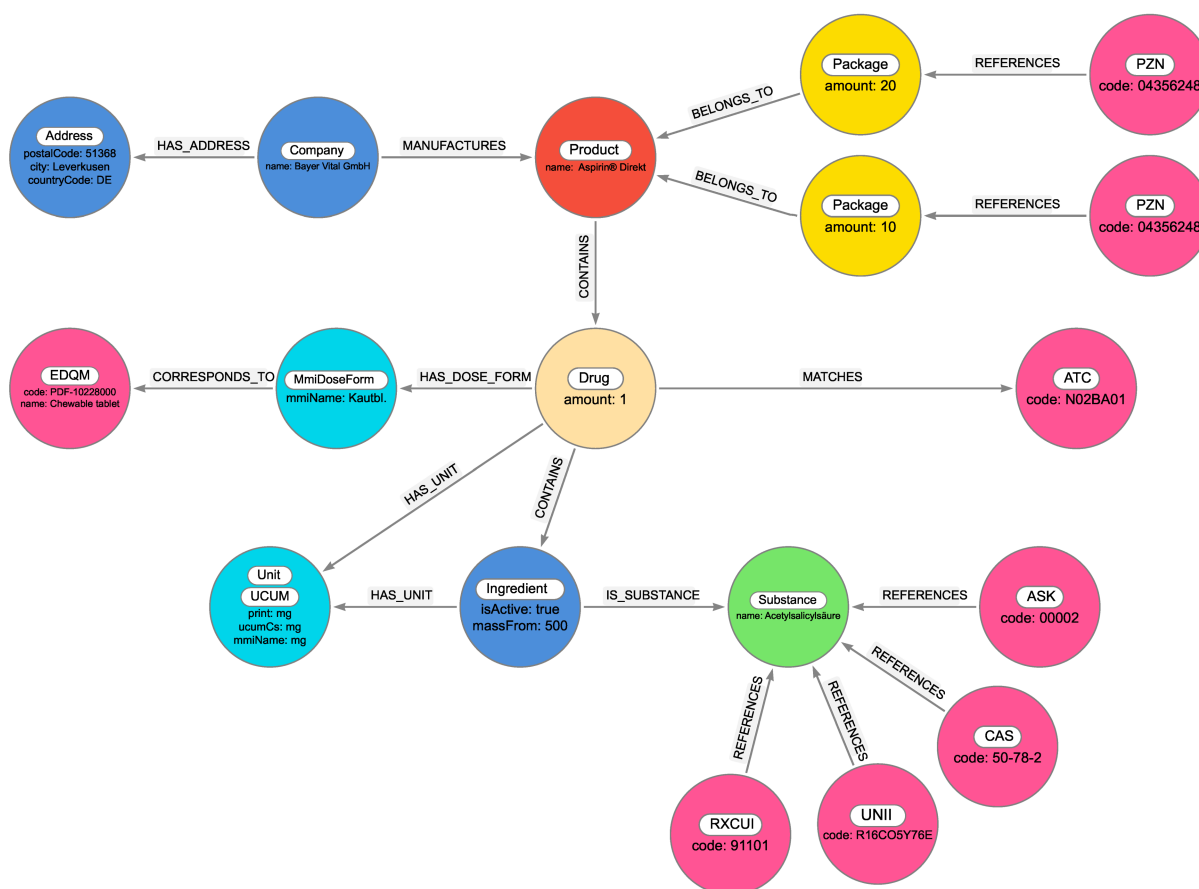 Package
amount: 20
REFERENCES
PZN
code: 04356248
BELONGS_TO
Address
postalCode: 51368
city: Leverkusen
countryCode: DE
HAS_ADDRESS
Company
name: Bayer Vital GmbH
MANUFACTURES
Product
name: Aspirin® Direkt
BELONGS_TO
Package
amount: 10
REFERENCES
PZN
code: 04356248
CONTAINS
EDQM
code: PDF-10228000
name: Chewable tablet
CORRESPONDS_TO
MmiDoseForm
mmiName: Kautbl.
HAS_DOSE_FORM
Drug
amount: 1
MATCHES
ATC
code: N02BA01
HAS_UNIT
CONTAINS
Unit
UCUM
print: mg
ucumCs: mg
mmiName: mg
HAS_UNIT
Ingredient
isActive: true
massFrom: 500
IS_SUBSTANCE
Substance
name: Acetylsalicylsäure
REFERENCES
ASK
code: 00002
REFERENCES
CAS
code: 50-78-2
REFERENCES
REFERENCES
RXCUI
code: 91101
UNII
code: R16CO5Y76E